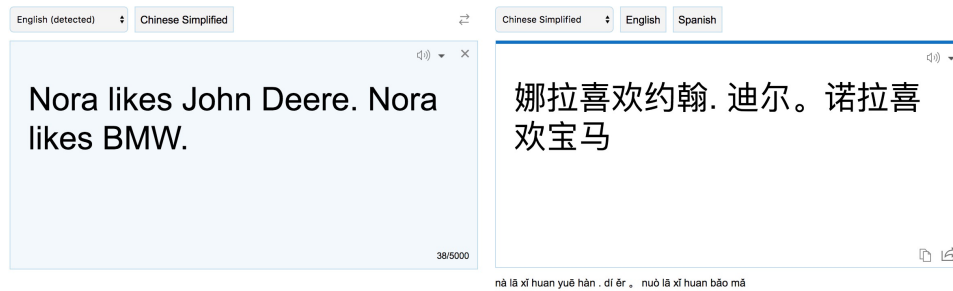 English (detected) Chinese Simplified
Chinese Simplified English Spanish
Nora likes John Deere. Nora
likes BMW.
38/5000
娜拉喜欢约翰. 迪尔。诺拉喜
欢宝马
nà lā xǐ huan yuē hàn . dí ěr 。 nuò lā xǐ huan bǎo mǎ